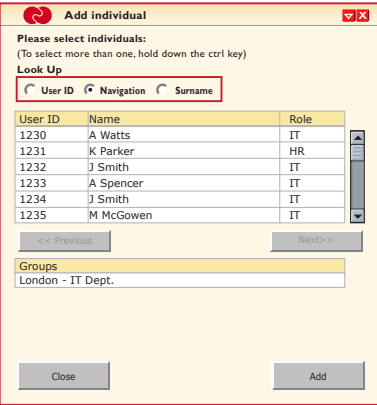 Add individual
Please select individuals:
(To select more than one, hold down the ctrl key)
Look Up
User ID Navigation Surname
User ID Name Role
1230 A Watts IT
1231 K Parker HR
1232 J Smith IT
1233 A Spencer IT
1234 J Smith IT
1235 M McGowen IT
<< Previous Next>>
Groups
London - IT Dept.
Close Add